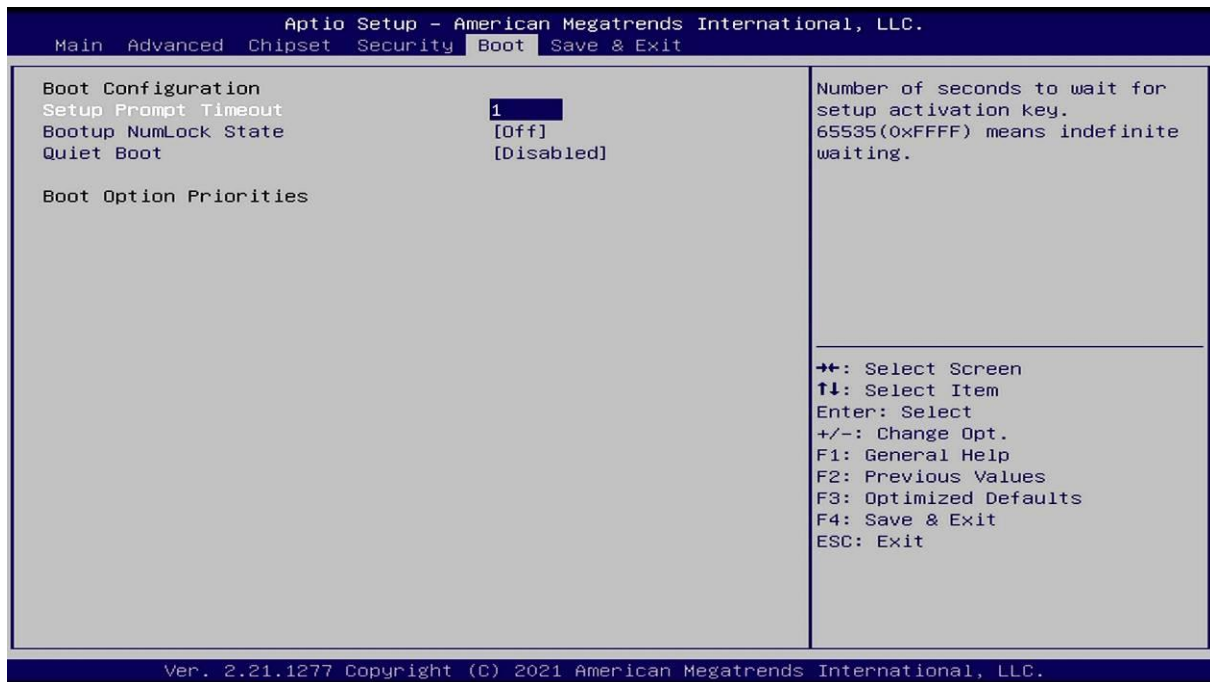 Aptio Setup – American Megatrends International, LLC.
Main Advanced Chipset Security Boot Save & Exit
Boot Configuration
Setup Prompt Timeout 1
Bootup NumLock State [Off]
Quiet Boot [Disabled]
Boot Option Priorities
Number of seconds to wait for
setup activation key.
65535(0xFFFF) means indefinite
waiting.
→←: Select Screen
↑↓: Select Item
Enter: Select
+/-: Change Opt.
F1: General Help
F2: Previous Values
F3: Optimized Defaults
F4: Save & Exit
ESC: Exit
Ver. 2.21.1277 Copyright (C) 2021 American Megatrends International, LLC.